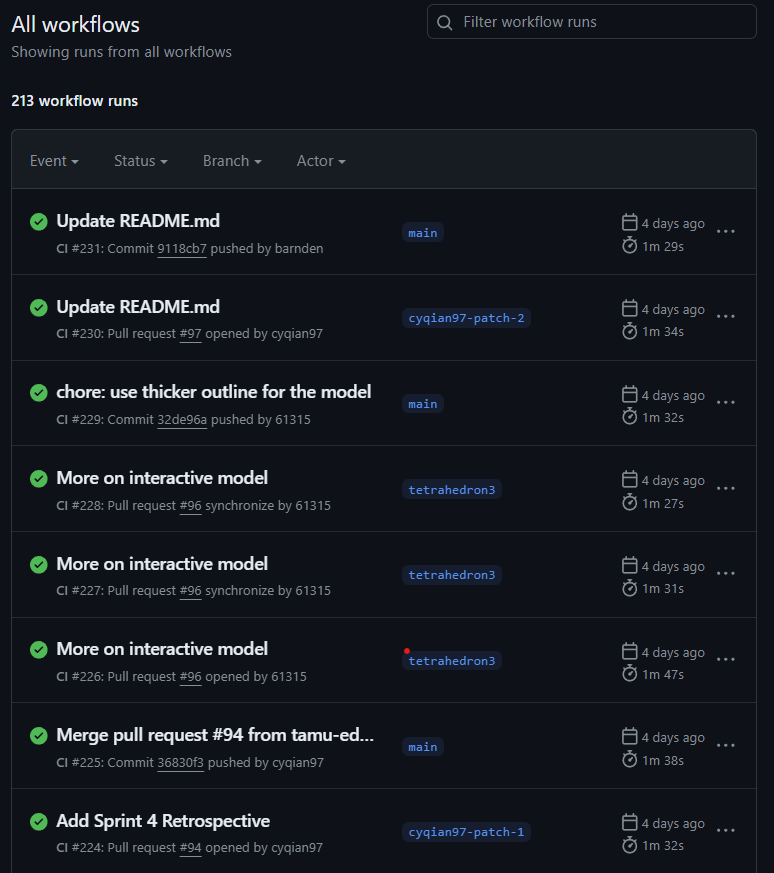 All workflows
Filter workflow runs
Showing runs from all workflows
213 workflow runs
Event Status Branch Actor
Update README.md
main
4 days ago
CI #231: Commit 9118cb7 pushed by barnden
1m 29s
Update README.md
cyqian97-patch-2
4 days ago
CI #230: Pull request #97 opened by cyqian97
1m 34s
chore: use thicker outline for the model
main
4 days ago
CI #229: Commit 32de96a pushed by 61315
1m 32s
More on interactive model
tetrahedron3
4 days ago
CI #228: Pull request #96 synchronize by 61315
1m 27s
More on interactive model
tetrahedron3
4 days ago
CI #227: Pull request #96 synchronize by 61315
1m 31s
More on interactive model
tetrahedron3
4 days ago
CI #226: Pull request #96 opened by 61315
1m 47s
Merge pull request #94 from tamu-ed...
main
4 days ago
CI #225: Commit 36830f3 pushed by cyqian97
1m 38s
Add Sprint 4 Retrospective
cyqian97-patch-1
4 days ago
CI #224: Pull request #94 opened by cyqian97
1m 32s